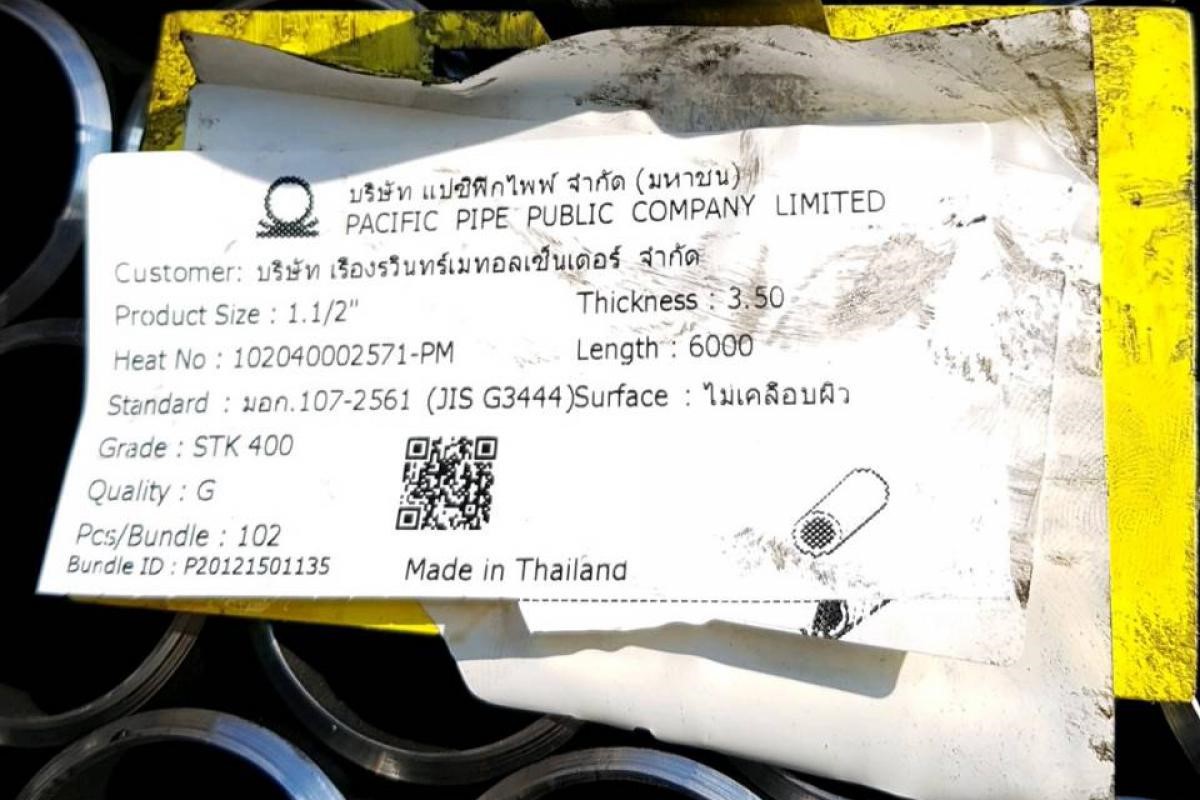 บริษัท แปซิฟิกไพพ์ จำกัด (มหาชน)
PACIFIC PIPE PUBLIC COMPANY LIMITED
Customer: บริษัท เรืองรวินทร์เมทอลเซ็นเตอร์ จำกัด
Product Size : 1.1/2" Thickness : 3.50
Heat No : 102040002571-PM Length : 6000
Standard : มอก.107-2561 (JIS G3444)Surface : ไม่เคลือบผิว
Grade : STK 400
Quality : G
Pcs/Bundle : 102
Bundle ID : P20121501135
Made in Thailand